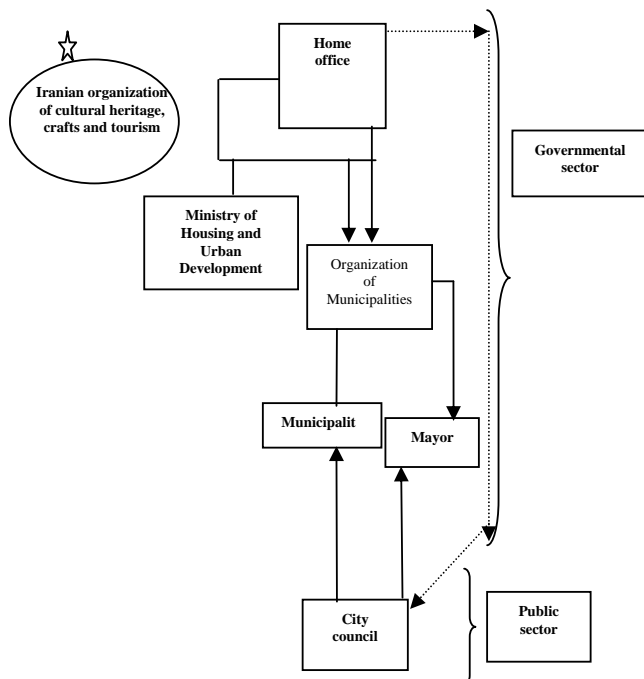 Home
office
Iranian organization
of cultural heritage,
crafts and tourism
Governmental
sector
Ministry of
Housing and
Urban
Development
Organization
of
Municipalities
Municipalit
Mayor
City
council
Public
sector